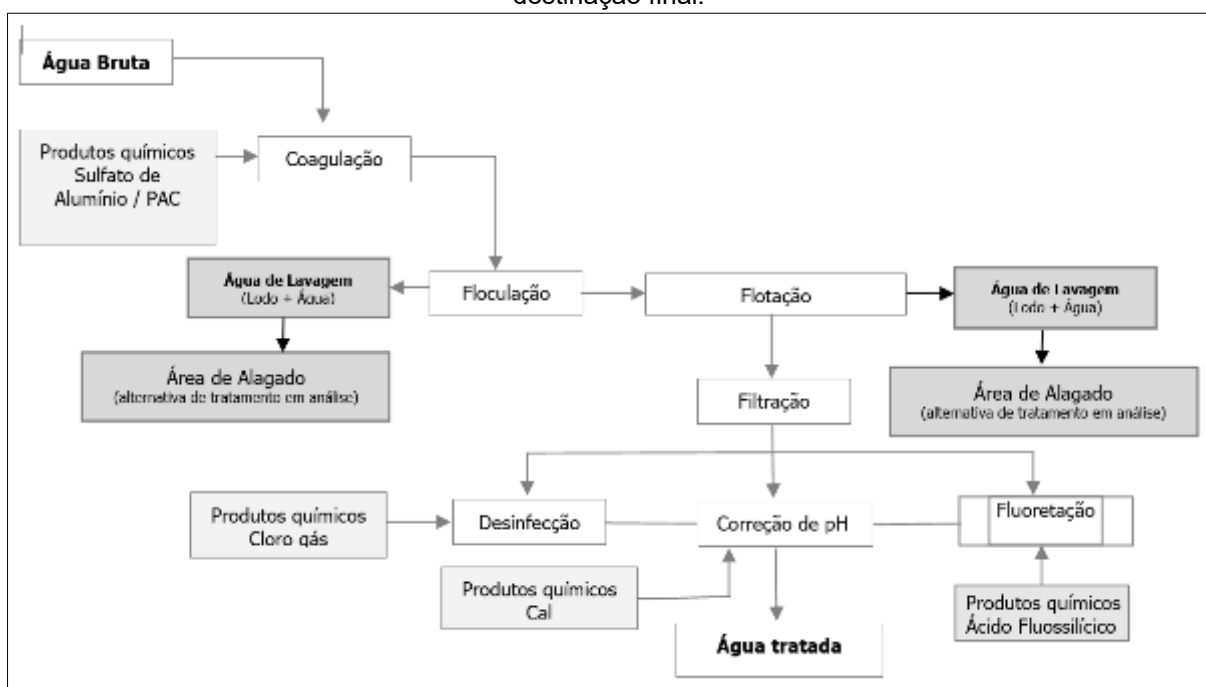 destinação final.
Água Bruta
Produtos químicos
Sulfato de
Alumínio / PAC
Coagulação
Água de Lavagem
(Lodo + Água)
Floculação
Flotação
Água de Lavagem
(Lodo + Água)
Área de Alagado
(alternativa de tratamento em análise)
Área de Alagado
(alternativa de tratamento em análise)
Filtração
Produtos químicos
Cloro gás
Desinfecção
Correção de pH
Fluoretação
Produtos químicos
Cal
Produtos químicos
Ácido Fluossilícico
Água tratada